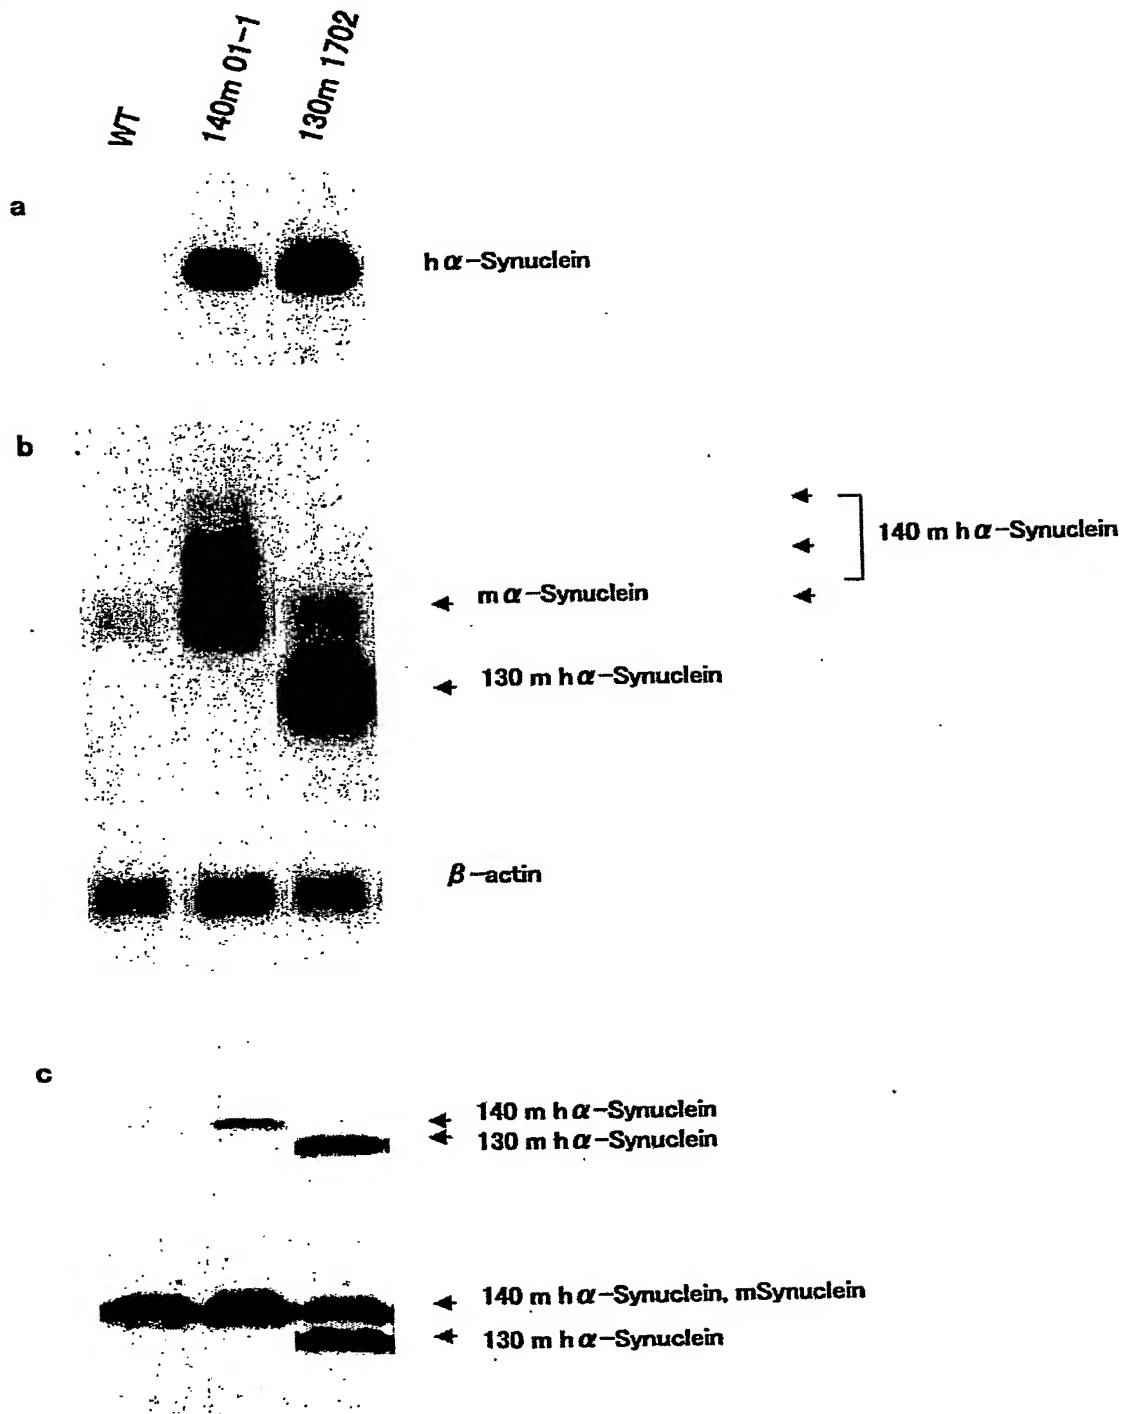 WT
140m 01-1
130m 1702
a
hα-Synuclein
b
140 m hα-Synuclein
mα-Synuclein
130 m hα-Synuclein
β-actin
c
140 m hα-Synuclein
130 m hα-Synuclein
140 m hα-Synuclein, mSynuclein
130 m hα-Synuclein